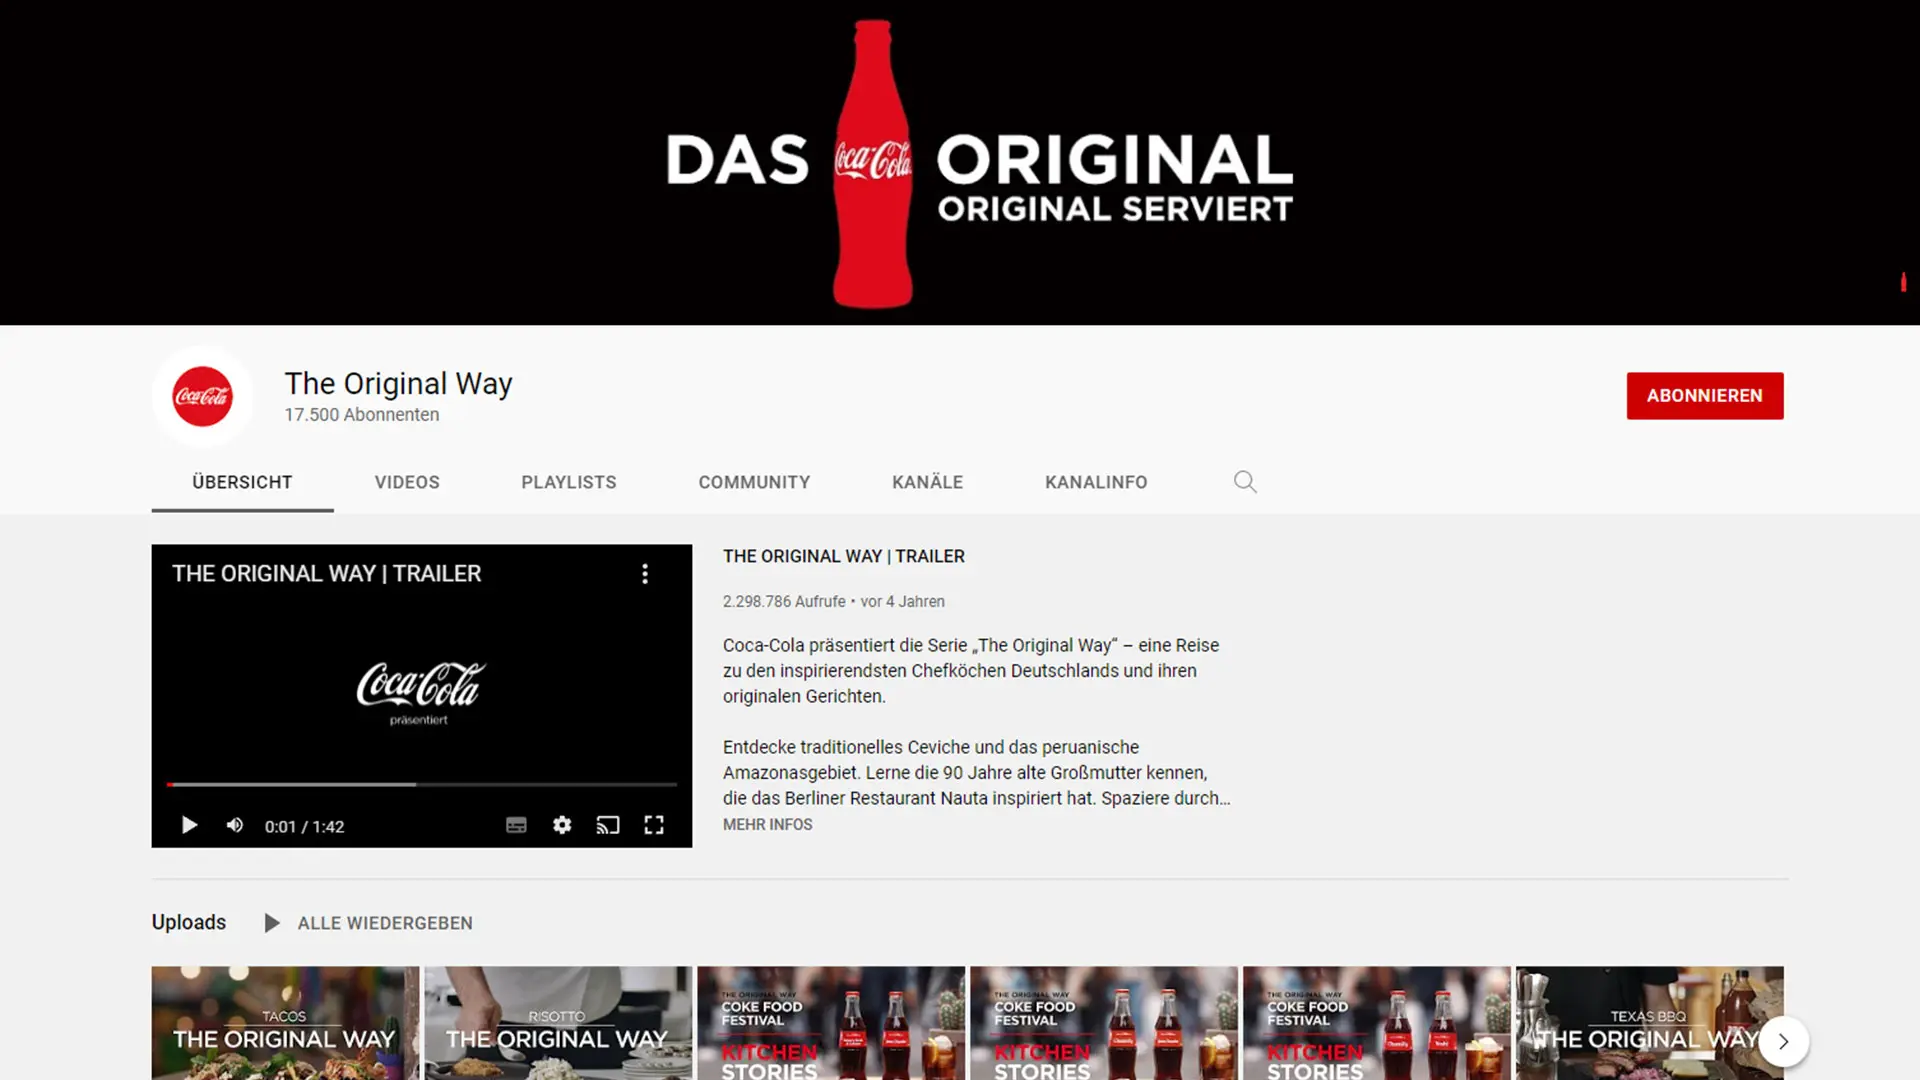 DAS Coca-Cola ORIGINAL
ORIGINAL SERVIERT
Coca-Cola
The Original Way
17.500 Abonnenten
ABONNIEREN
ÜBERSICHT VIDEOS PLAYLISTS COMMUNITY KANÄLE KANALINFO
THE ORIGINAL WAY | TRAILER
Coca-Cola
präsentiert
0:01 / 1:42
THE ORIGINAL WAY | TRAILER
2.298.786 Aufrufe • vor 4 Jahren
Coca-Cola präsentiert die Serie „The Original Way“ – eine Reise
zu den inspirierendsten Chefköchen Deutschlands und ihren
originalen Gerichten.
Entdecke traditionelles Ceviche und das peruanische
Amazonasgebiet. Lerne die 90 Jahre alte Großmutter kennen,
die das Berliner Restaurant Nauta inspiriert hat. Spaziere durch...
MEHR INFOS
Uploads ALLE WIEDERGEBEN
TACOS
THE ORIGINAL WAY
RISOTTO
THE ORIGINAL WAY
THE ORIGINAL WAY
COKE FOOD
FESTIVAL
KITCHEN
STORIES
THE ORIGINAL WAY
COKE FOOD
FESTIVAL
KITCHEN
STORIES
THE ORIGINAL WAY
COKE FOOD
FESTIVAL
KITCHEN
STORIES
TEXAS BBQ
THE ORIGINAL WAY